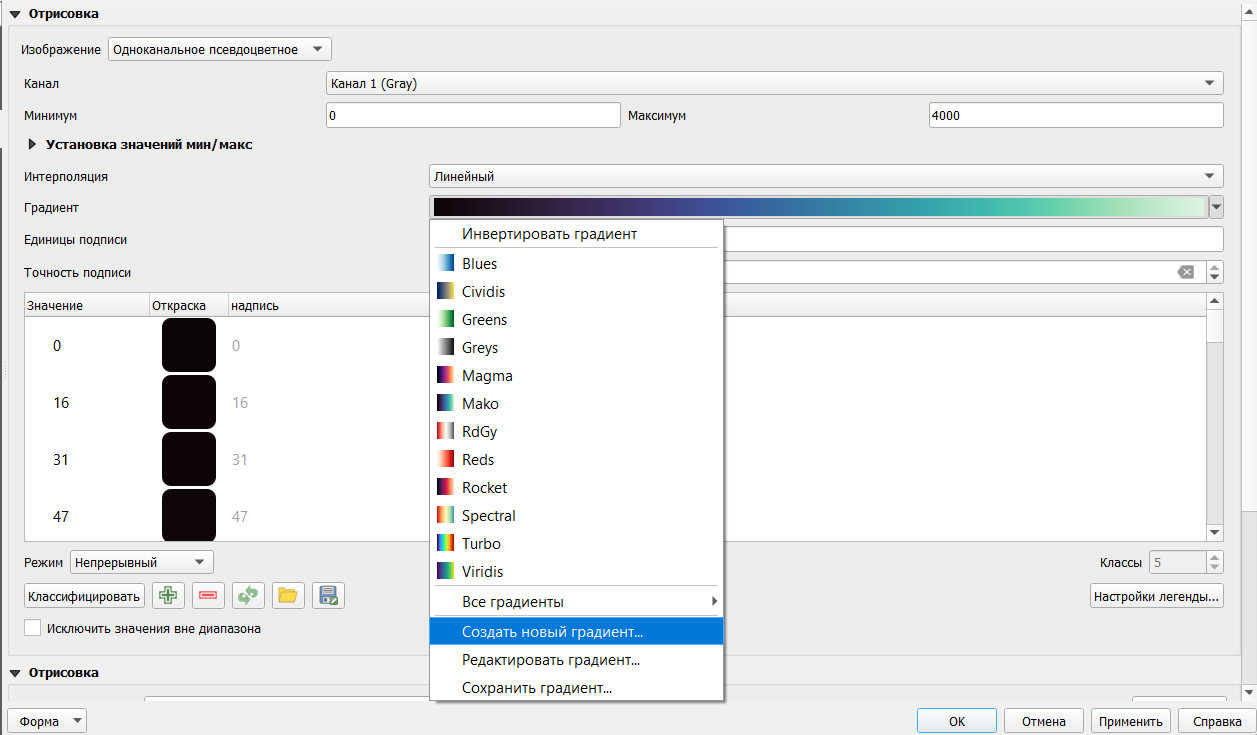 Отрисовка
Изображение Одноканальное псевдоцветное
Канал Канал 1 (Gray)
Минимум 0 Максимум 4000
Установка значений мин/макс
Интерполяция Линейный
Градиент
Единицы подписи
Точность подписи
Значение Откраска надпись
0 0
16 16
31 31
47 47
Инвертировать градиент
Blues
Cividis
Greens
Greys
Magma
Mako
RdGy
Reds
Rocket
Spectral
Turbo
Viridis
Все градиенты
Создать новый градиент...
Редактировать градиент...
Сохранить градиент...
Режим Непрерывный Классы 5
Классифицировать Настройки легенды...
Исключить значения вне диапазона
Отрисовка
Форма OK Отмена Применить Справка